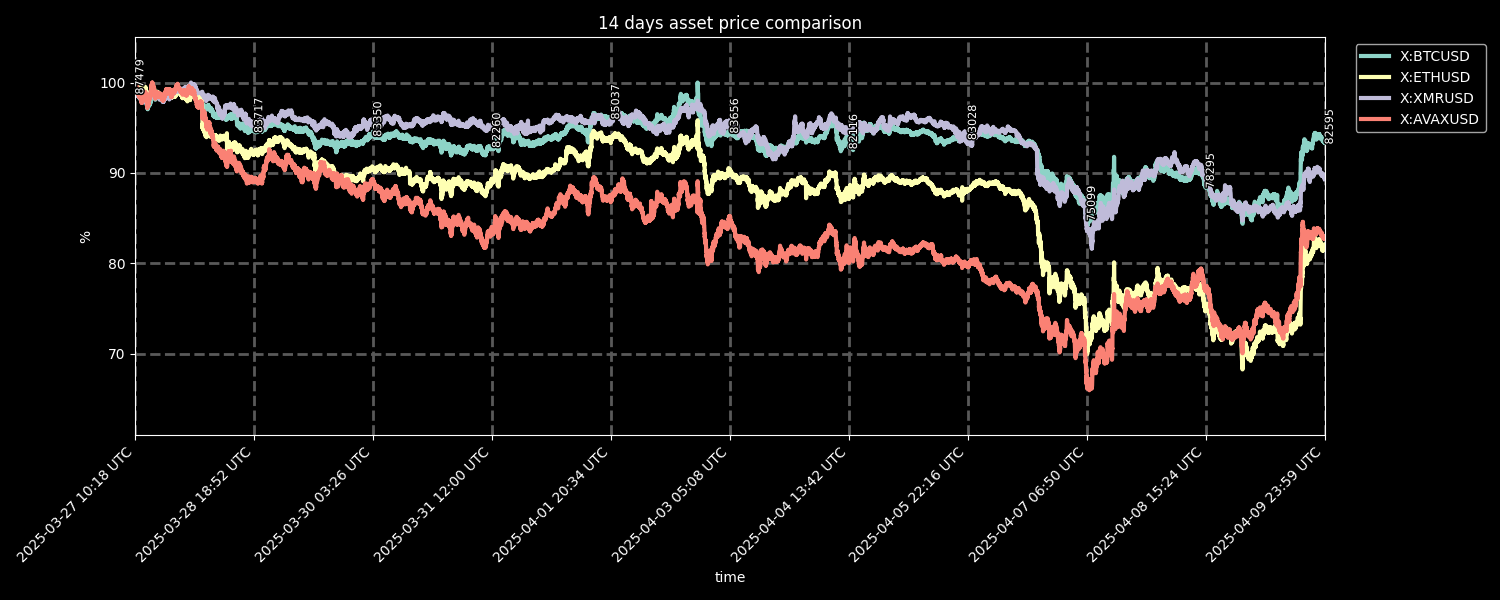 14 days asset price comparison
X:BTCUSD
X:ETHUSD
X:XMRUSD
X:AVAXUSD
%
100
90
80
70
87479
83717
83350
82260
85037
83656
82116
83028
75099
78295
82595
2025-03-27 10:18 UTC
2025-03-28 18:52 UTC
2025-03-30 03:26 UTC
2025-03-31 12:00 UTC
2025-04-01 20:34 UTC
2025-04-03 05:08 UTC
2025-04-04 13:42 UTC
2025-04-05 22:16 UTC
2025-04-07 06:50 UTC
2025-04-08 15:24 UTC
2025-04-09 23:59 UTC
time